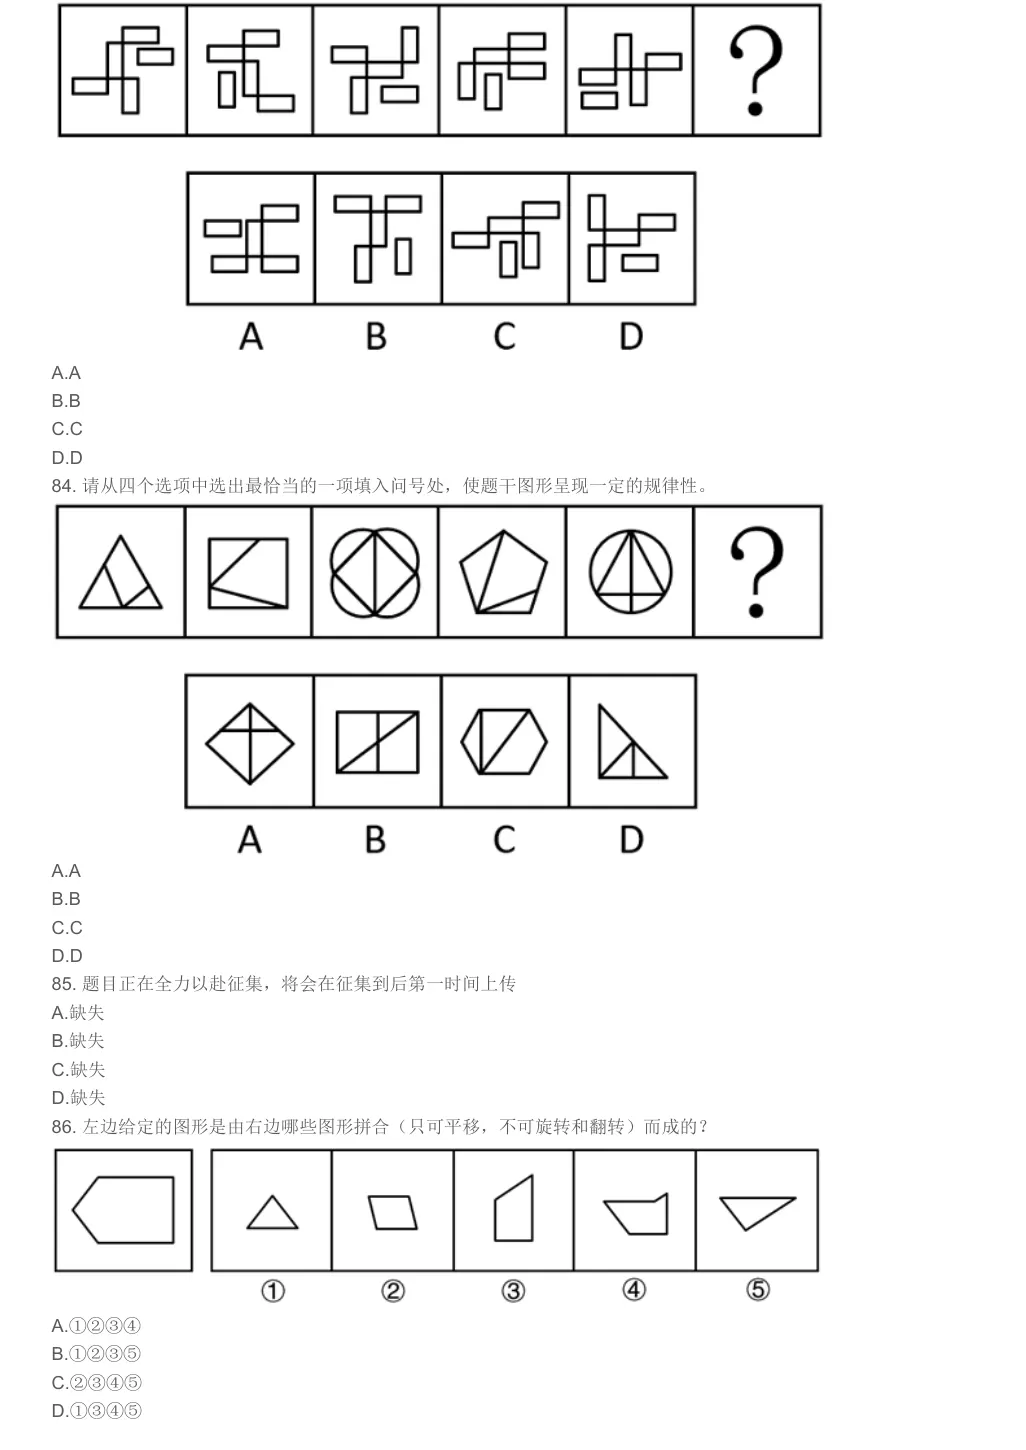 ?
A B C D
A.A
B.B
C.C
D.D
84. 请从四个选项中选出最恰当的一项填入问号处，使题干图形呈现一定的规律性。
?
A B C D
A.A
B.B
C.C
D.D
85. 题目正在全力以赴征集，将会在征集到后第一时间上传
A.缺失
B.缺失
C.缺失
D.缺失
86. 左边给定的图形是由右边哪些图形拼合（只可平移，不可旋转和翻转）而成的？
① ② ③ ④ ⑤
A.①②③④
B.①②③⑤
C.②③④⑤
D.①③④⑤